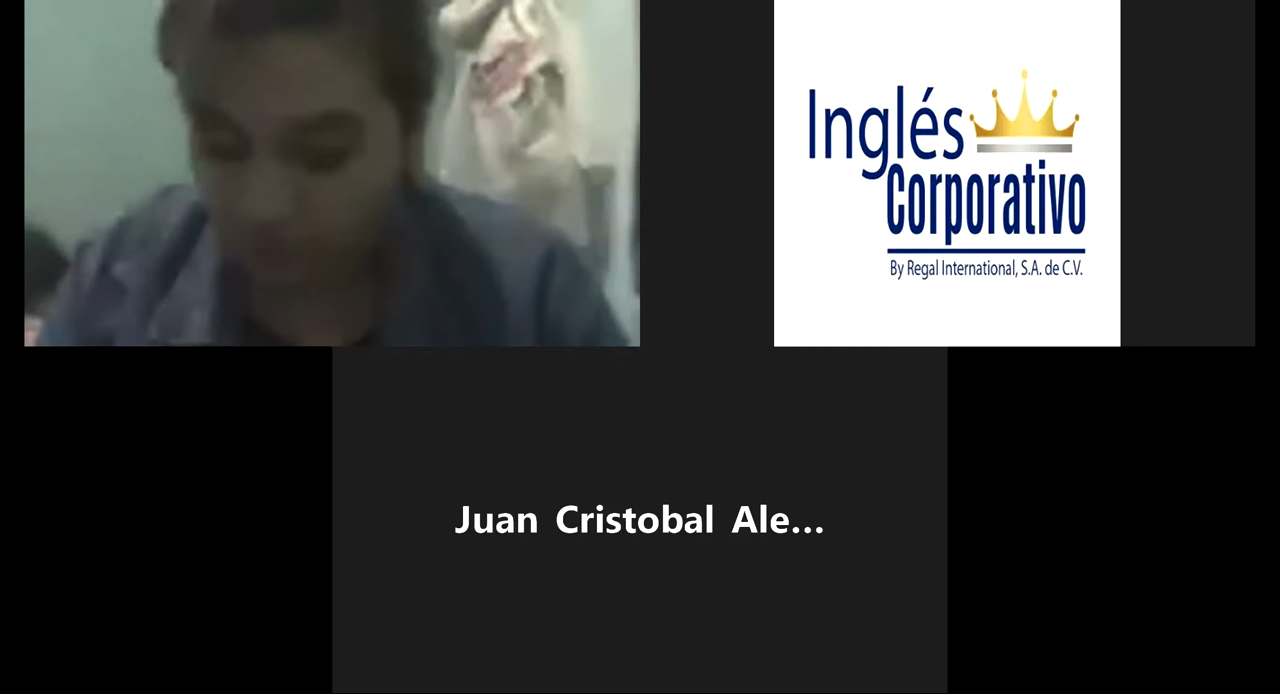 Inglés
Corporativo
By Regal International, S.A. de C.V.
Juan Cristobal Ale...